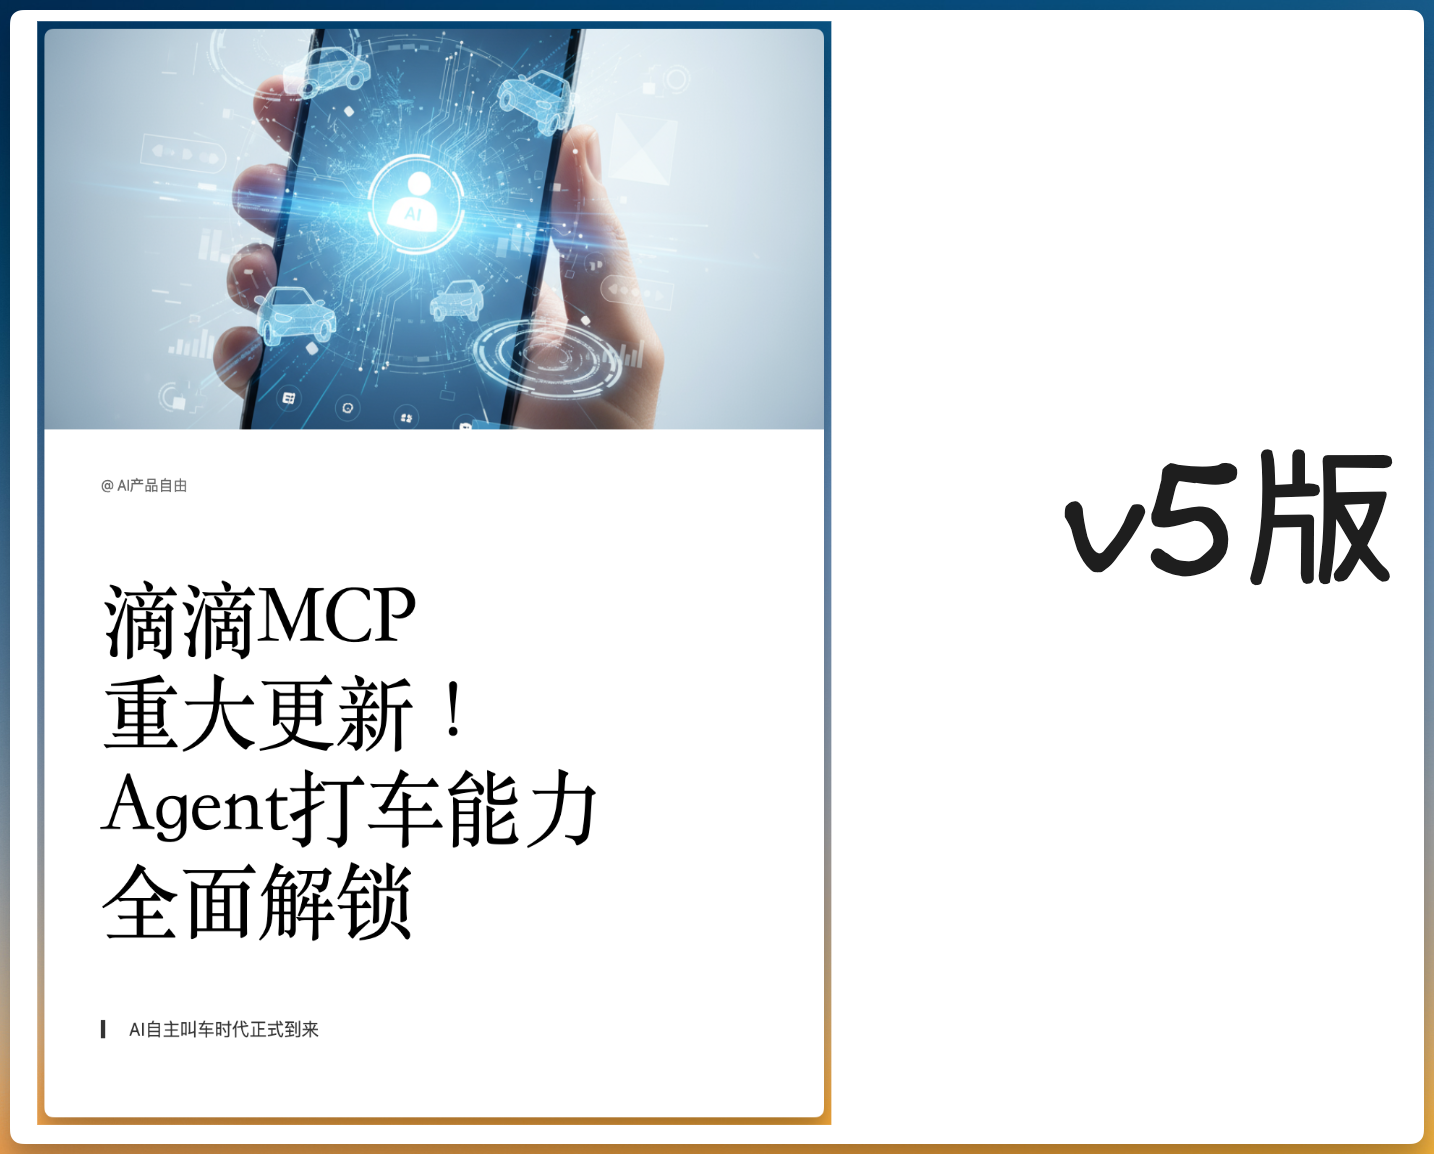 AI
@ AI产品自由
滴滴MCP
重大更新！
Agent打车能力
全面解锁
AI自主叫车时代正式到来
v5版